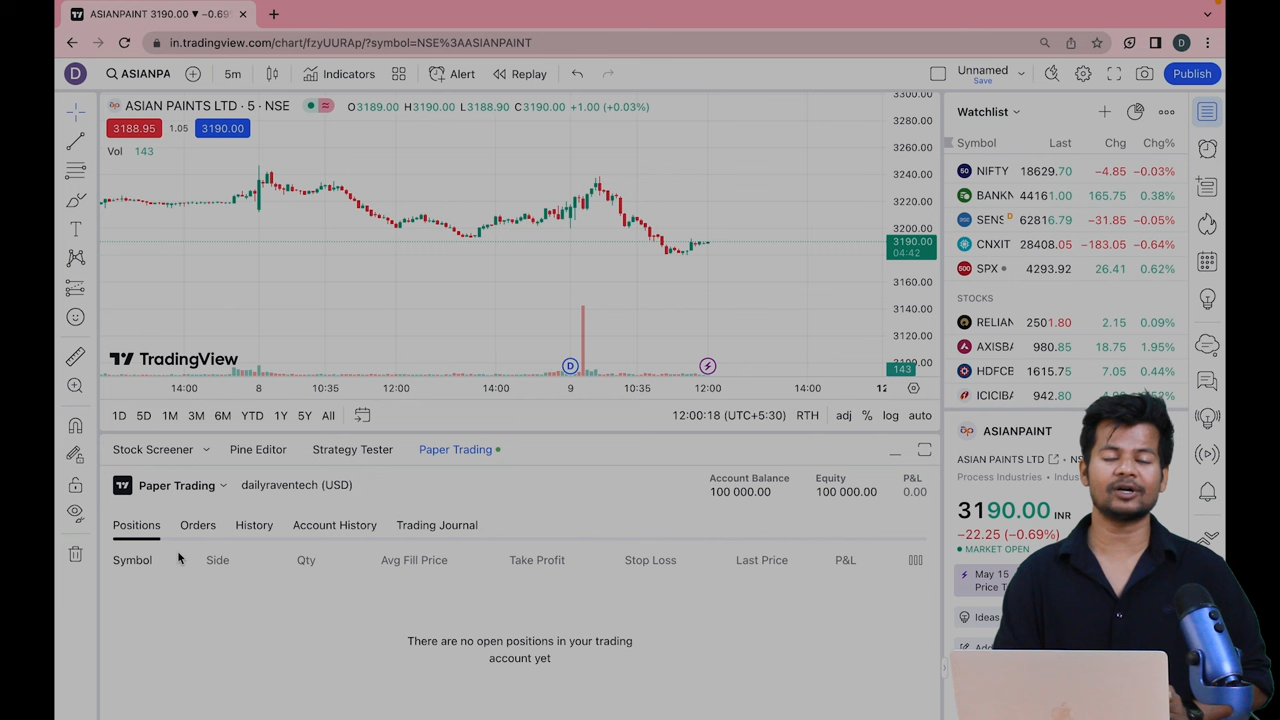 ASIANPAINT 3190.00 ▼ −0.69
in.tradingview.com/chart/fzyUURAp/?symbol=NSE%3AASIANPAINT
D
D ASIANPA 5m Indicators Alert Replay Unnamed Save Publish
ASIAN PAINTS LTD · 5 · NSE O3189.00 H3190.00 L3188.90 C3190.00 +1.00 (+0.03%)
3188.95 1.05 3190.00
Vol 143
3300.00
3280.00
3260.00
3240.00
3220.00
3200.00
3190.00
04:42
3160.00
3140.00
3120.00
3100.00
143
TradingView
D
14:00 8 10:35 12:00 14:00 9 10:35 12:00 14:00 12
1D 5D 1M 3M 6M YTD 1Y 5Y All 12:00:18 (UTC+5:30) RTH adj % log auto
Stock Screener Pine Editor Strategy Tester Paper Trading
Paper Trading dailyraventech (USD)
Account Balance Equity P&L
100 000.00 100 000.00 0.00
Positions Orders History Account History Trading Journal
Symbol Side Qty Avg Fill Price Take Profit Stop Loss Last Price P&L
There are no open positions in your trading
account yet
Watchlist
Symbol Last Chg Chg%
50 NIFTY 18629.70 −4.85 −0.03%
BANKN 44161.00 165.75 0.38%
SENS D 62816.79 −31.85 −0.05%
CNXIT 28408.05 −183.05 −0.64%
500 SPX 4293.92 26.41 0.62%
STOCKS
RELIAN 2501.80 2.15 0.09%
AXISBA 980.85 18.75 1.95%
HDFCB 1615.75 7.05 0.44%
ICICIBA 942.80
ASIANPAINT
ASIAN PAINTS LTD
Process Industries
3190.00 INR
−22.25 (−0.69%)
MARKET OPEN
May 15
Ideas